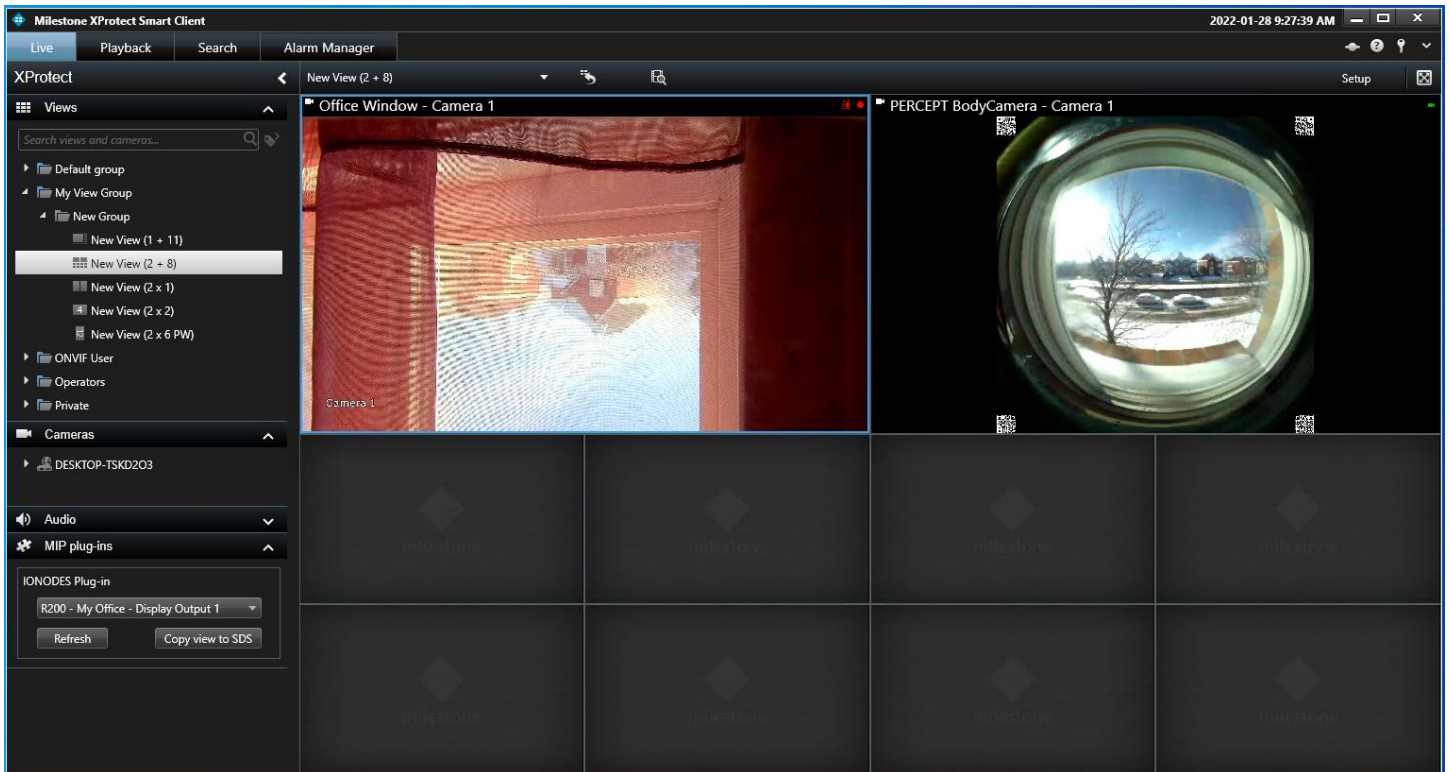 Milestone XProtect Smart Client
2022-01-28 9:27:39 AM
Live Playback Search Alarm Manager
XProtect
New View (2 + 8)
Setup
Views
Office Window - Camera 1
PERCEPT BodyCamera - Camera 1
Search views and cameras...
Default group
My View Group
New Group
New View (1 + 11)
New View (2 + 8)
New View (2 x 1)
4 New View (2 x 2)
New View (2 x 6 PW)
ONVIF User
Operators
Private
Camera 1
Cameras
DESKTOP-TSKD2O3
Audio
MIP plug-ins
IONODES Plug-in
R200 - My Office - Display Output 1
Refresh Copy view to SDS
milestone milestone milestone milestone
milestone milestone milestone milestone